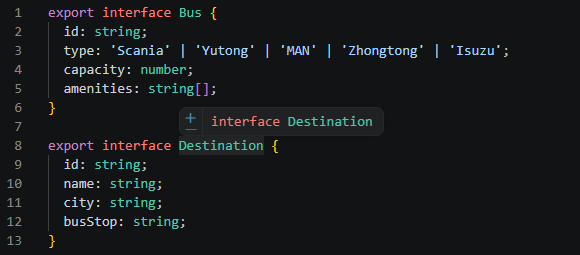 1 export interface Bus {
2   id: string;
3   type: 'Scania' | 'Yutong' | 'MAN' | 'Zhongtong' | 'Isuzu';
4   capacity: number;
5   amenities: string[];
6 }
+ interface Destination
7
8 export interface Destination {
9   id: string;
10   name: string;
11   city: string;
12   busStop: string;
13 }